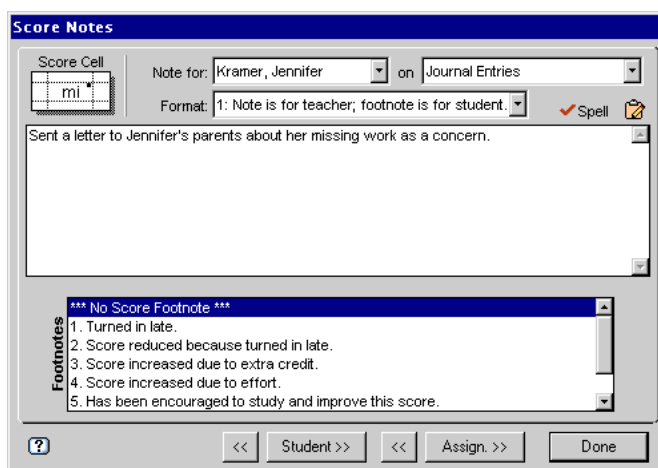 Score Notes
Score Cell
mi
Note for: Kramer, Jennifer on Journal Entries
Format: 1: Note is for teacher; footnote is for student.
Spell
Sent a letter to Jennifer's parents about her missing work as a concern.
Footnotes
*** No Score Footnote ***
1. Turned in late.
2. Score reduced because turned in late.
3. Score increased due to extra credit.
4. Score increased due to effort.
5. Has been encouraged to study and improve this score.
? << Student >> << Assign. >> Done